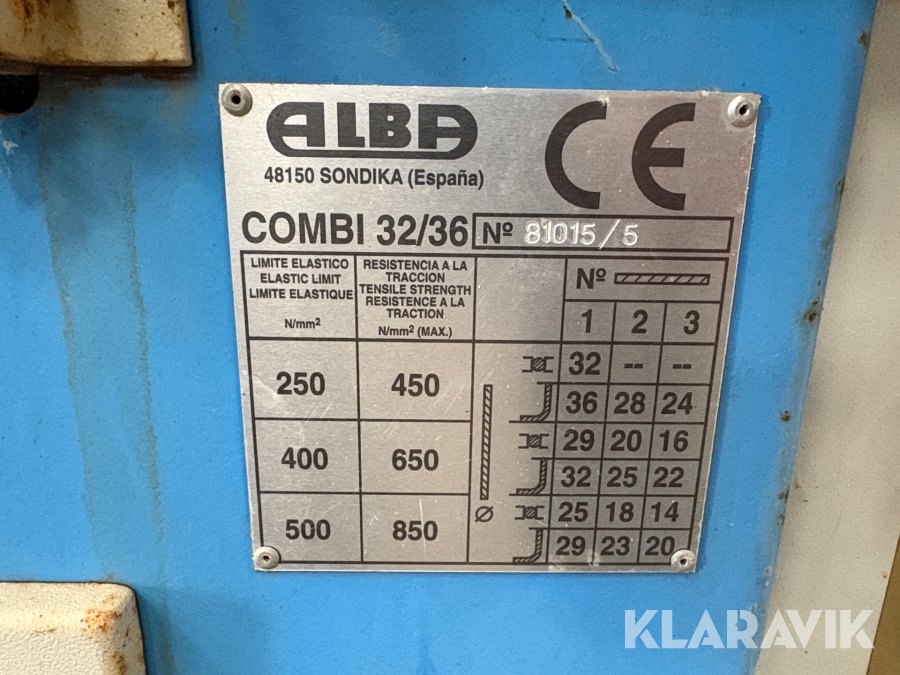 ALBA
CE
48150 SONDIKA (España)
COMBI 32/36 Nº 81015/5
LIMITE ELASTICO
ELASTIC LIMIT
LIMITE ELASTIQUE
N/mm²
RESISTENCIA A LA
TRACCION
TENSILE STRENGTH
RESISTENCE A LA
TRACTION
N/mm² (MAX.)
Nº
1 2 3
250 450
32 -- --
36 28 24
400 650
29 20 16
32 25 22
500 850
Ø
25 18 14
29 23 20
KLARAVIK